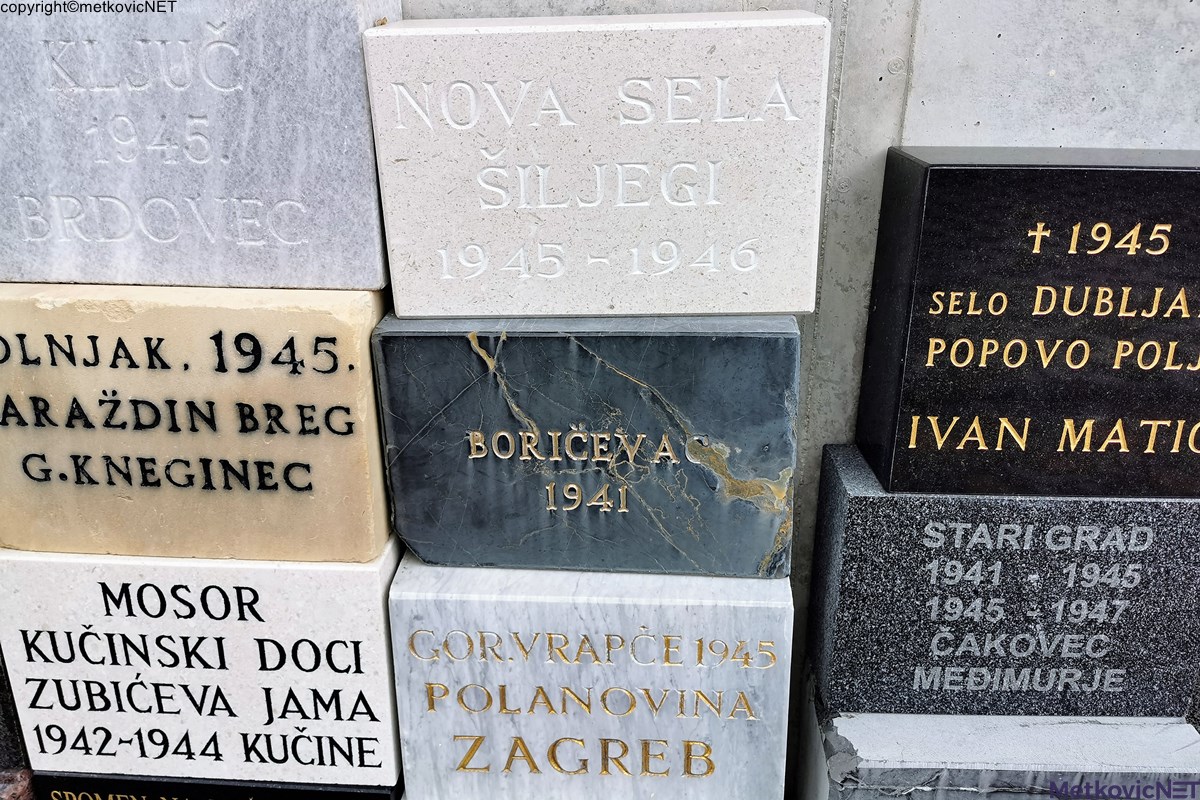 copyright©metkovicNET
KLJUČ
1945.
BRDOVEC
NOVA SELA
ŠILJEGI
1945 - 1946
OLNJAK, 1945.
ARAŽDIN BREG
G.KNEGINEC
BORIČEVAC
1941
MOSOR
KUČINSKI DOCI
ZUBIĆEVA JAMA
1942-1944 KUČINE
GOR.VRAPČE 1945
POLANOVINA
ZAGREB
✝ 1945
SELO DUBLJA
POPOVO POLJ
IVAN MATIĆ
STARI GRAD
1941 - 1945
1945 - 1947
ČAKOVEC
MEĐIMURJE
MetkovicNET